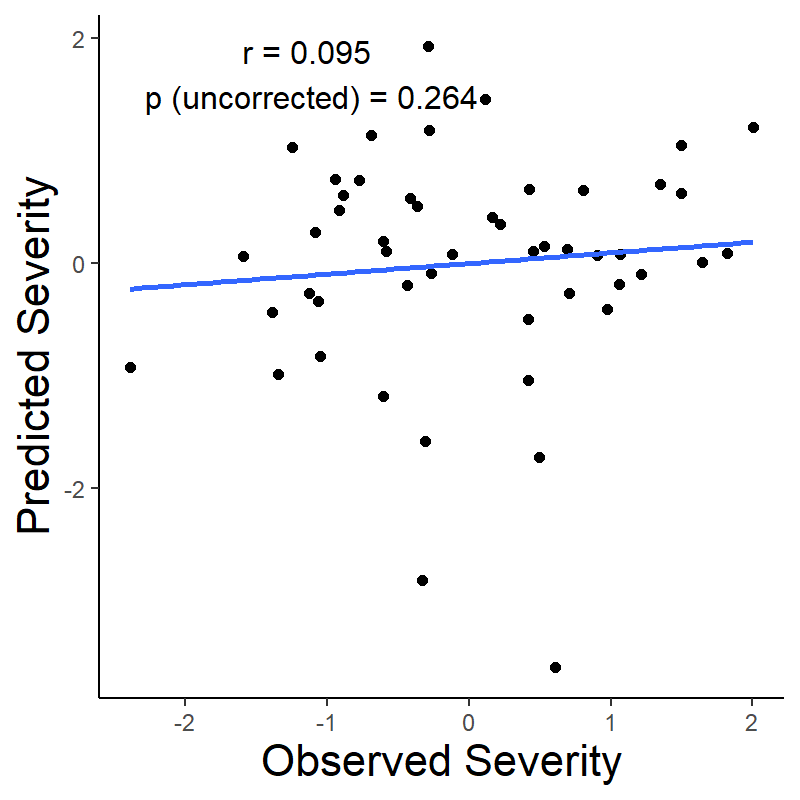 r = 0.095
p (uncorrected) = 0.264
2
0
-2
Predicted Severity
-2
-1
0
1
2
Observed Severity